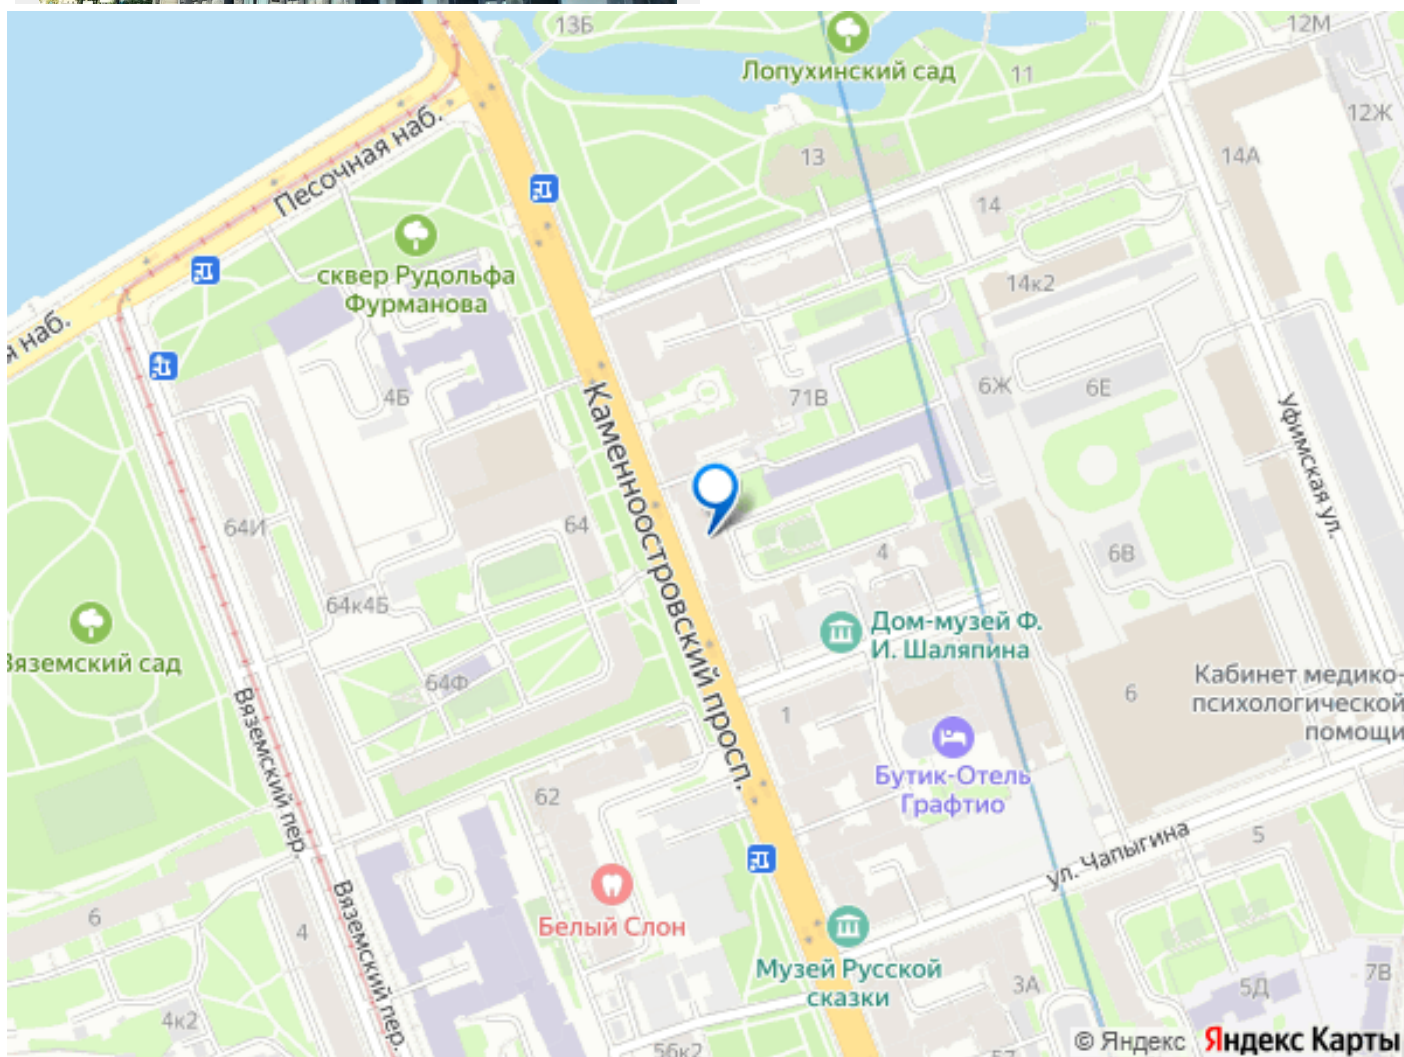 13Б
12М
Лопухинский сад
11
12Ж
Песочная наб.
13
14А
14
сквер Рудольфа
Фурманова
14к2
я наб.
4Б
71В
6Ж
6Е
Каменноостровский просп.
Уфимская ул.
64И
64
4
6В
64к4Б
Дом-музей Ф.
И. Шаляпина
Вяземский сад
64Ф
Кабинет медико-
психологической
помощи
6
1
Вяземский пер.
62
Бутик-Отель
Графтио
ул. Чапыгина
5
Белый Слон
Вяземский пер.
6
4
Музей Русской
сказки
3А
5Д
7В
4к2
56к2
57
© Яндекс Яндекс Карты